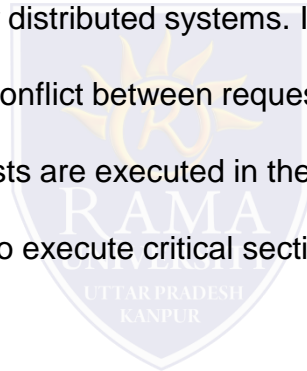 distributed systems. I
onflict between reques
sts are executed in the
o execute critical secti
RAMA
UNIVERSITY
UTTAR PRADESH
KANPUR